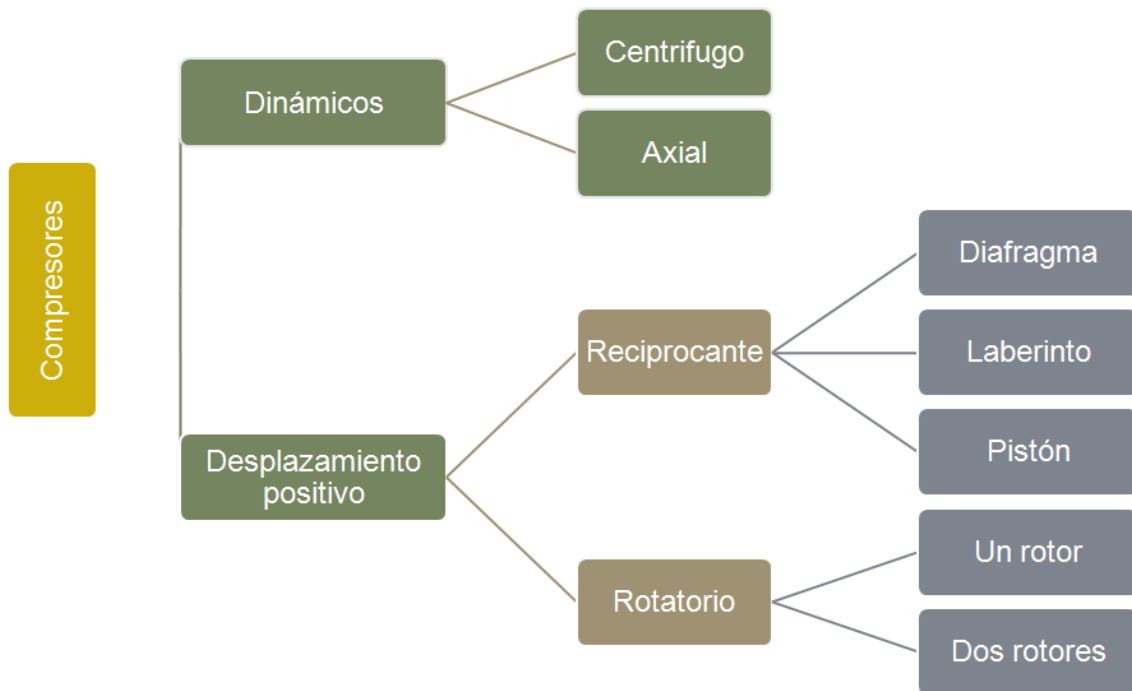 Compresores
Dinámicos
Centrifugo
Axial
Desplazamiento
positivo
Reciprocante
Diafragma
Laberinto
Pistón
Rotatorio
Un rotor
Dos rotores